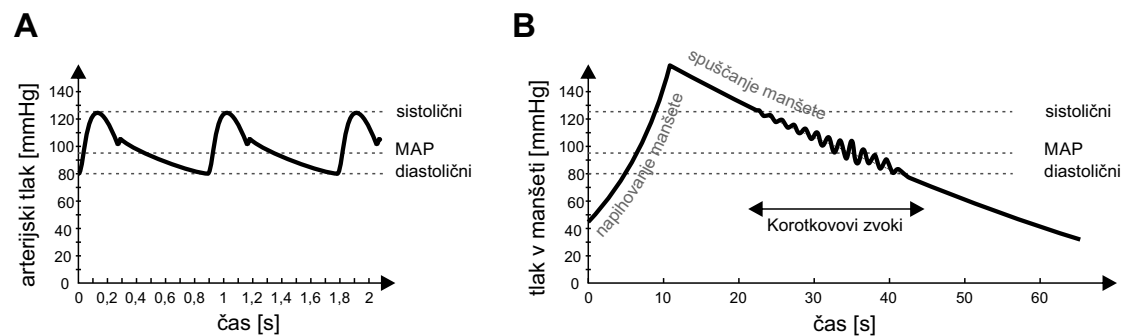 A
arterijski tlak [mmHg]
140
120
100
80
60
40
20
0
0,2 0,4 0,6 0,8 1 1,2 1,4 1,6 1,8 2
čas [s]
sistolični
MAP
diastolični
B
tlak v manšeti [mmHg]
140
120
100
80
60
40
20
0
0 10 20 30 40 50 60
čas [s]
napihovanje manšete
spuščanje manšete
Korotkovovi zvoki
sistolični
MAP
diastolični